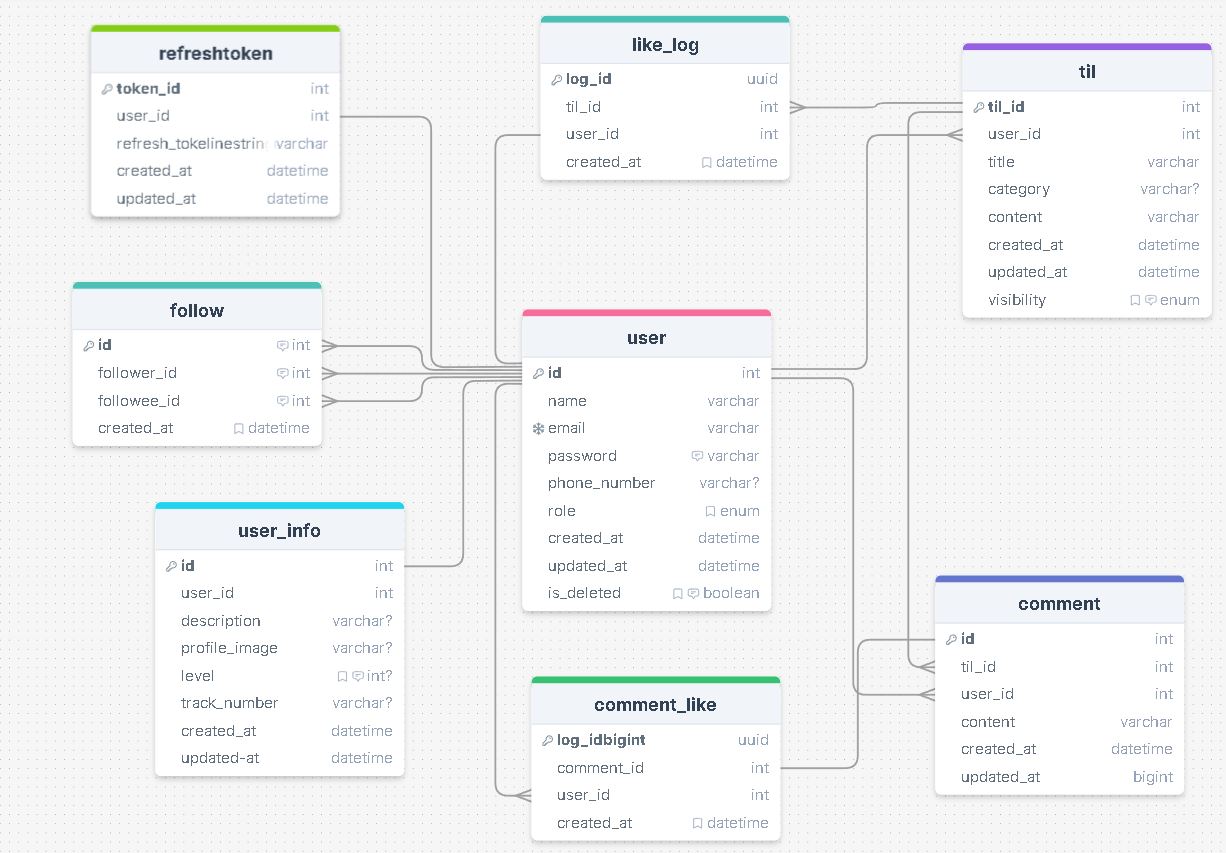 refreshtoken
token_id int
user_id int
refresh_tokelinestring varchar
created_at datetime
updated_at datetime
like_log
log_id uuid
til_id int
user_id int
created_at datetime
til
til_id int
user_id int
title varchar
category varchar?
content varchar
created_at datetime
updated_at datetime
visibility enum
follow
id int
follower_id int
followee_id int
created_at datetime
user
id int
name varchar
email varchar
password varchar
phone_number varchar?
role enum
created_at datetime
updated_at datetime
is_deleted boolean
user_info
id int
user_id int
description varchar?
profile_image varchar?
level int?
track_number varchar?
created_at datetime
updated-at datetime
comment_like
log_idbigint uuid
comment_id int
user_id int
created_at datetime
comment
id int
til_id int
user_id int
content varchar
created_at datetime
updated_at bigint